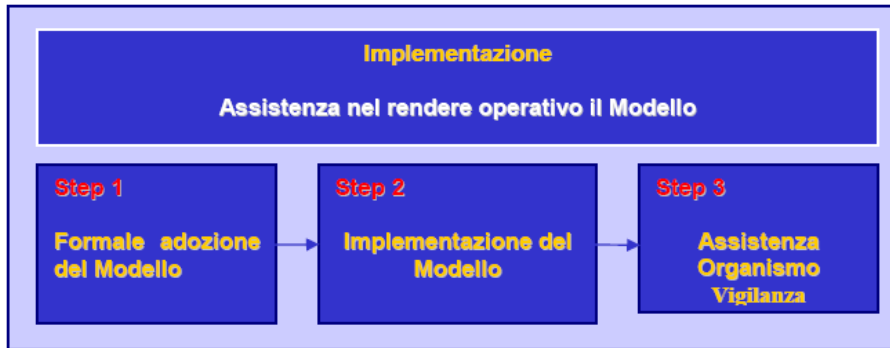 Implementazione
Assistenza nel rendere operativo il Modello
Step 1
Formale adozione
del Modello
Step 2
Implementazione del
Modello
Step 3
Assistenza
Organismo
Vigilanza